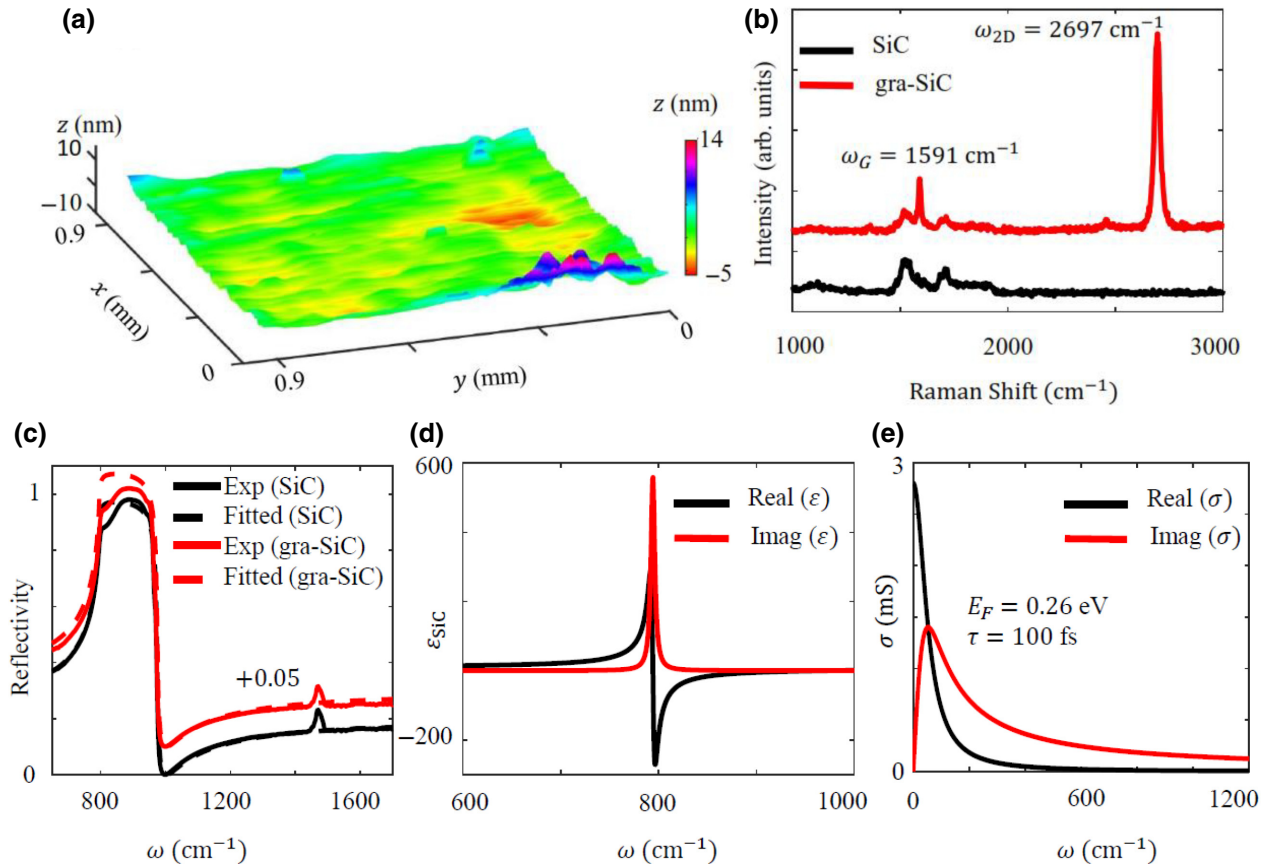 (a)
z (nm)
10
−10
0.9
x (mm)
0
0.9
y (mm)
0
z (nm)
14
−5
(b)
ω2D = 2697 cm−1
SiC
gra-SiC
ωG = 1591 cm−1
Intensity (arb. units)
1000
2000
3000
Raman Shift (cm−1)
(c)
1
Exp (SiC)
Fitted (SiC)
Exp (gra-SiC)
Fitted (gra-SiC)
Reflectivity
+0.05
0
800
1200
1600
ω (cm−1)
(d)
600
Real (ε)
Imag (ε)
εSiC
−200
600
800
1000
ω (cm−1)
(e)
3
Real (σ)
Imag (σ)
σ (mS)
EF = 0.26 eV
τ = 100 fs
0
0
600
1200
ω (cm−1)